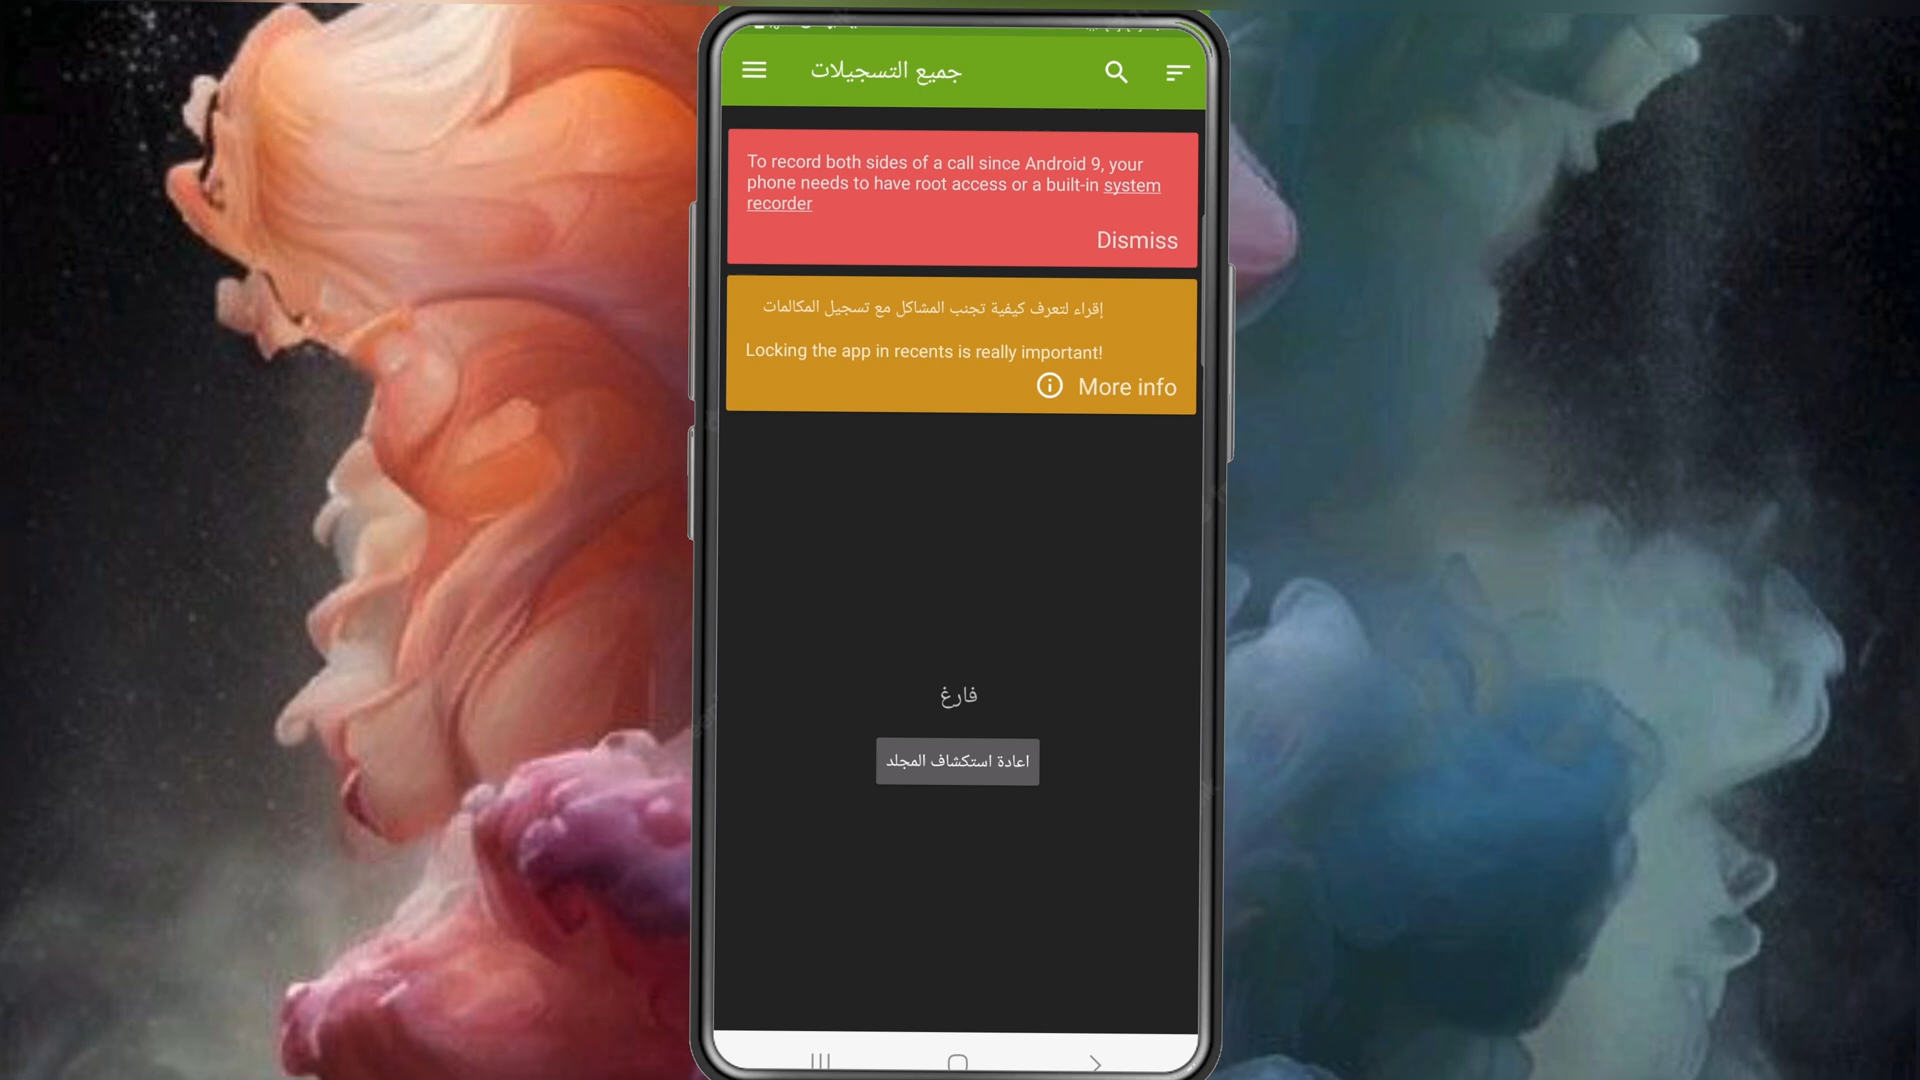 جميع التسجيلات
To record both sides of a call since Android 9, your
phone needs to have root access or a built-in system
recorder
Dismiss
إقراء لتعرف كيفية تجنب المشاكل مع تسجيل المكالمات
Locking the app in recents is really important!
More info
فارغ
اعادة استكشاف المجلد